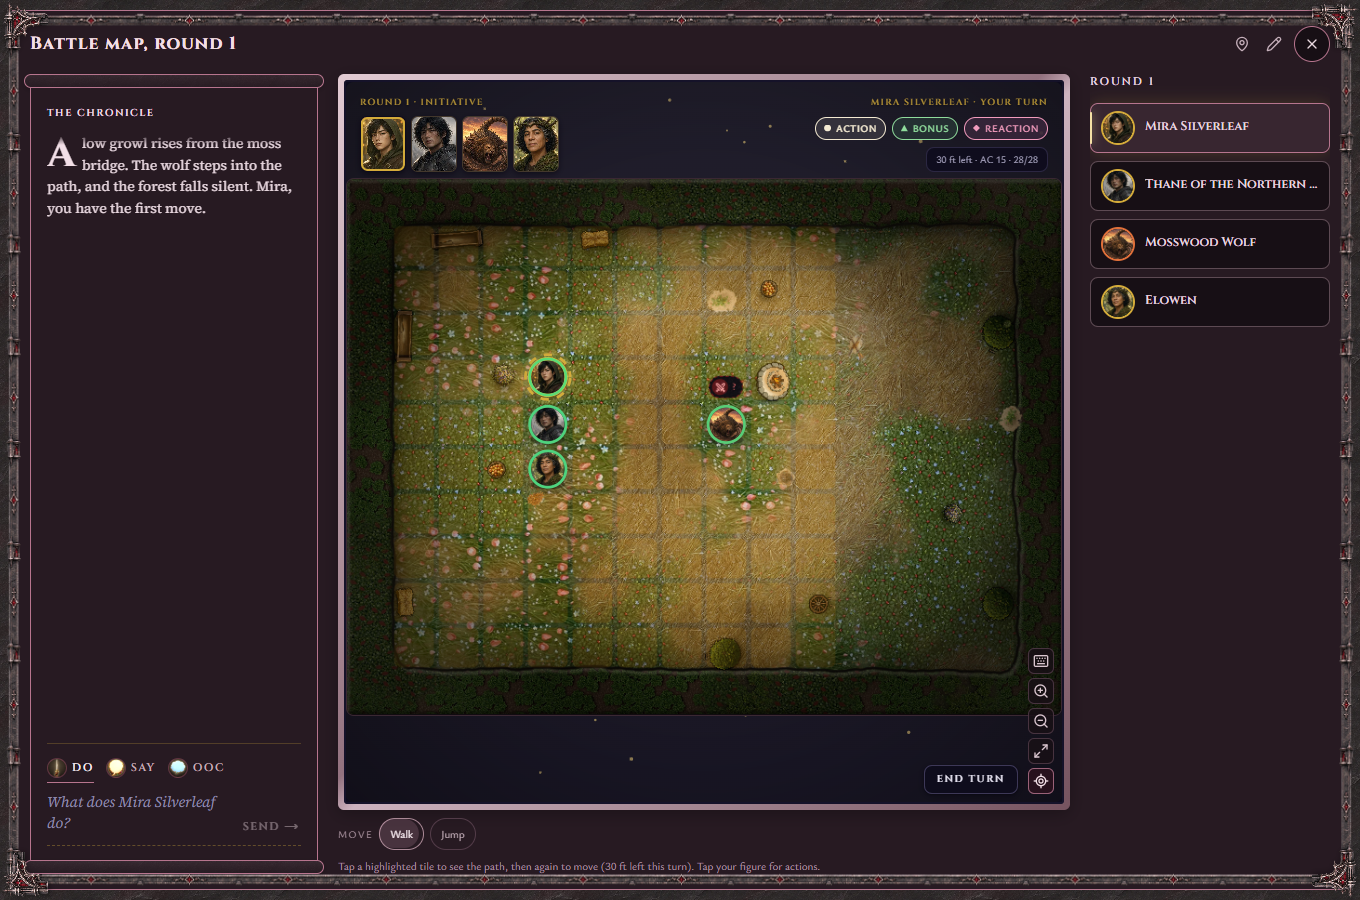 Battle map, round 1
THE CHRONICLE
A low growl rises from the moss
bridge. The wolf steps into the
path, and the forest falls silent. Mira,
you have the first move.
DO
SAY
OOC
What does Mira Silverleaf
do?
SEND →
ROUND 1 · INITIATIVE
MIRA SILVERLEAF · YOUR TURN
ACTION
BONUS
REACTION
30 ft left · AC 15 · 28/28
?
END TURN
MOVE
Walk
Jump
Tap a highlighted tile to see the path, then again to move (30 ft left this turn). Tap your figure for actions.
ROUND 1
Mira Silverleaf
Thane of the Northern ...
Mosswood Wolf
Elowen